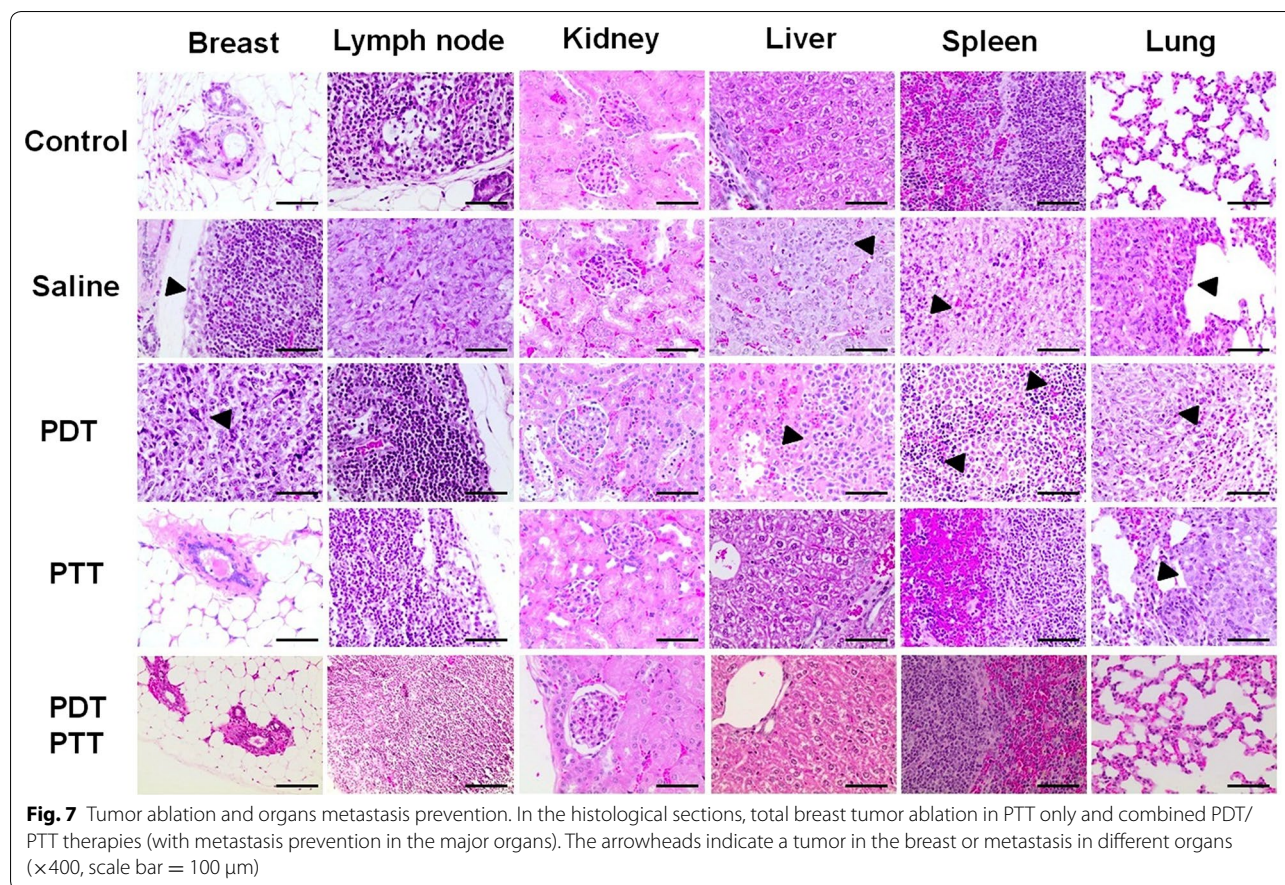 Breast Lymph node Kidney Liver Spleen Lung
Control
Saline
PDT
PTT
PDT
PTT
Fig. 7 Tumor ablation and organs metastasis prevention. In the histological sections, total breast tumor ablation in PTT only and combined PDT/
PTT therapies (with metastasis prevention in the major organs). The arrowheads indicate a tumor in the breast or metastasis in different organs
(×400, scale bar = 100 μm)